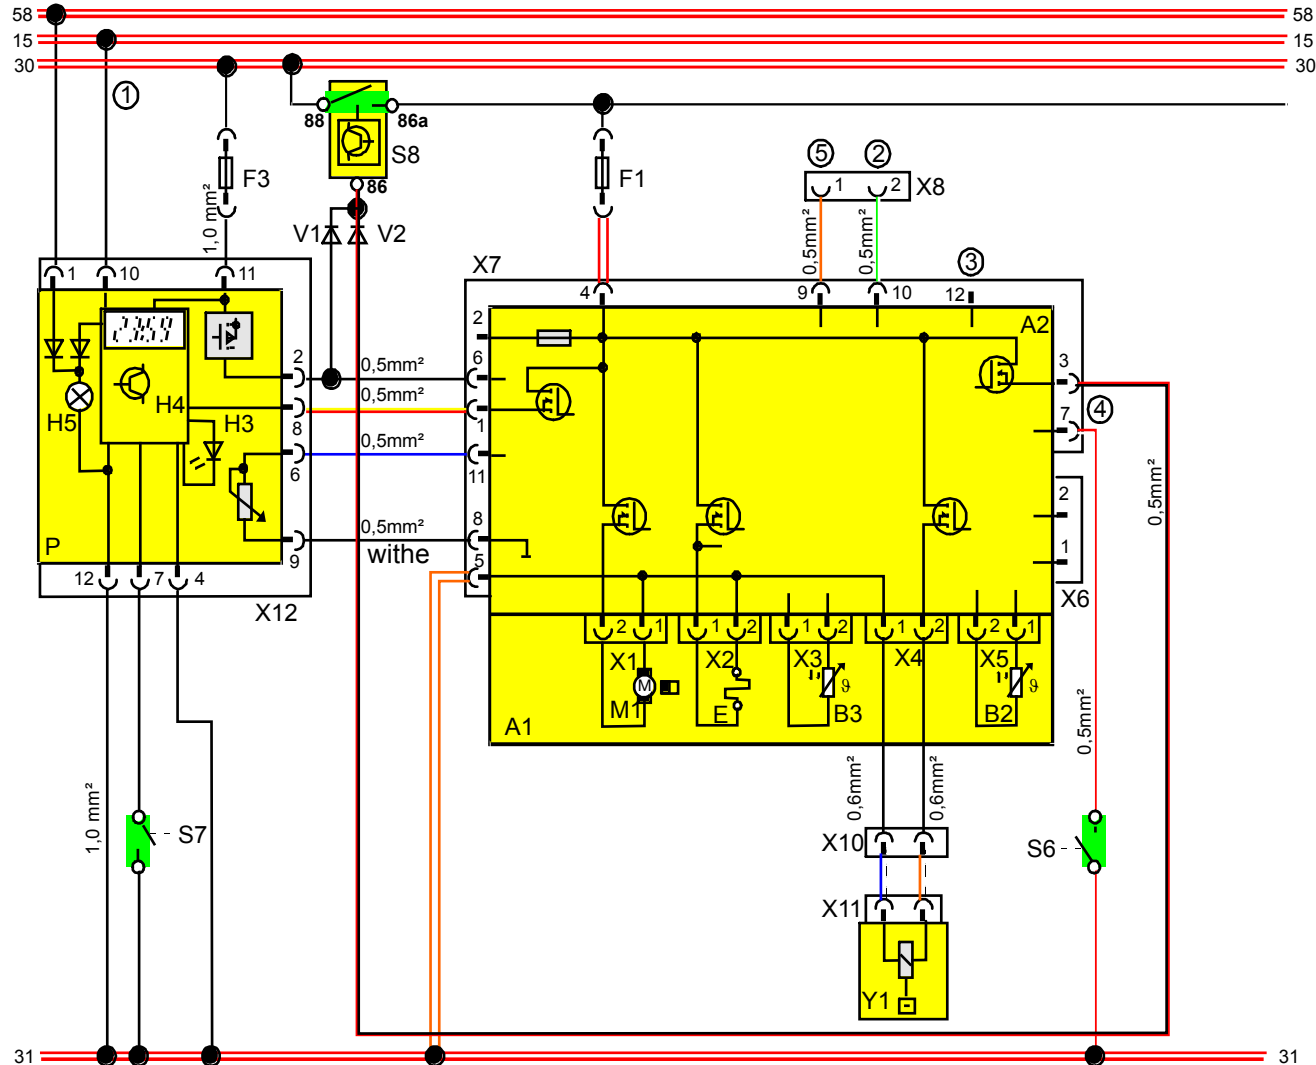 58 58
15 15
30 30
1
88 86a
S8
86
F3
1,0 mm²
V1 V2
F1
5 2
1 2 X8
0,5mm²
0,5mm²
3
X7
1 10 11
4 9 10 12
A2
2
6
1
11
8
5
3
7
4
2
1
X6
0,5mm²
0,5mm²
2
0,5mm²
0,5mm²
0,5mm²
0,5mm²
withe
H5
H4
H3
8
6
9
P
12 7 4
X12
2 1 1 2 1 2 1 2 2 1
X1 X2 X3 X4 X5
M
M1
E
ϑ
B3
ϑ
B2
A1
1,0 mm²
S7
0,6mm²
0,6mm²
X10
X11
Y1
S6
31 31